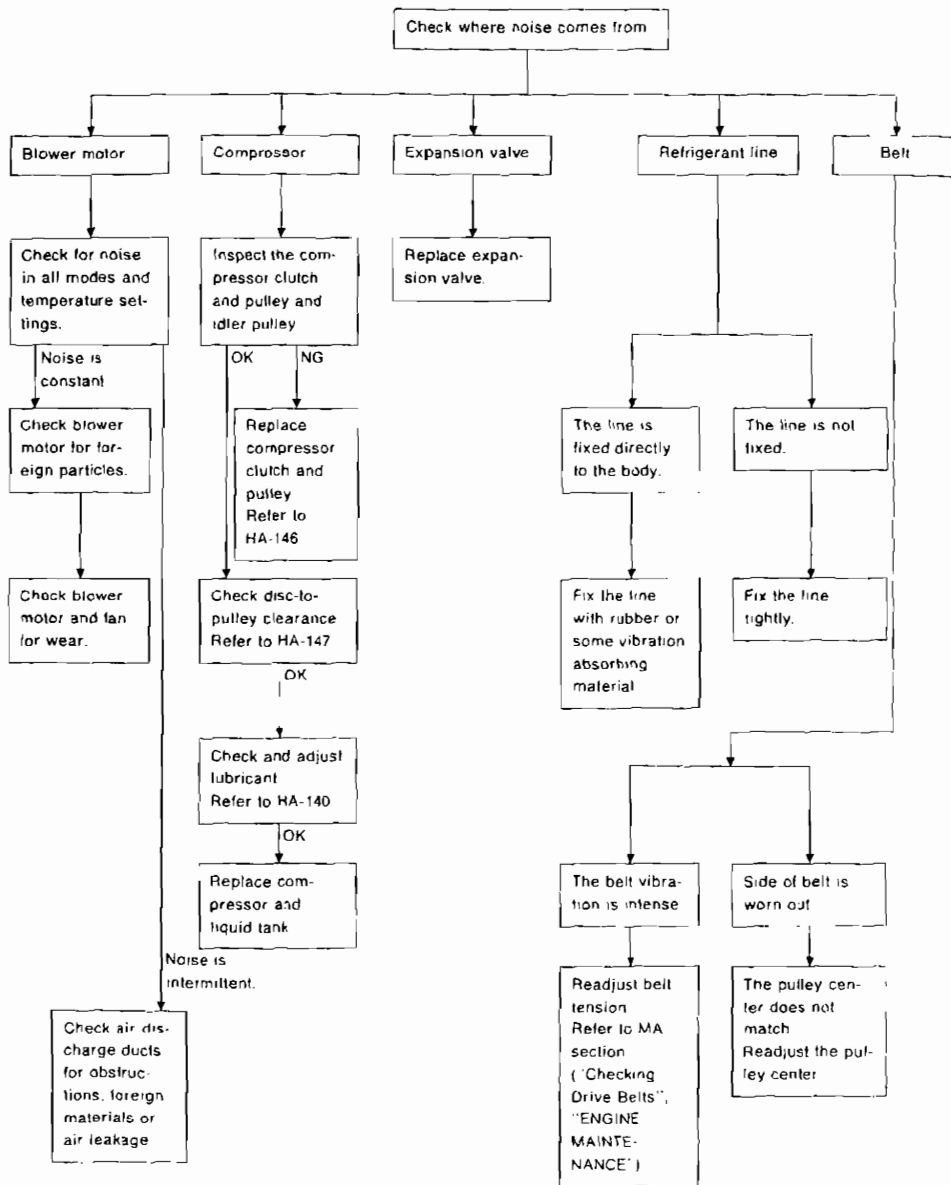 Check where noise comes from
Blower motor
Compressor
Expansion valve
Refrigerant line
Belt
Check for noise
in all modes and
temperature set-
tings.
Inspect the com-
pressor clutch
and pulley and
idler pulley
Replace expan-
sion valve.
Noise is
constant
OK
NG
Check blower
motor for for-
eign particles.
Replace
compressor
clutch and
pulley
Refer to
HA-146
The line is
fixed directly
to the body.
The line is not
fixed.
Check blower
motor and fan
for wear.
Check disc-to-
pulley clearance
Refer to HA-147
OK
Fix the line
with rubber or
some vibration
absorbing
material
Fix the line
tightly.
Check and adjust
lubricant
Refer to HA-140
OK
Replace com-
pressor and
liquid tank
The belt vibra-
tion is intense
Side of belt is
worn out
Noise is
intermittent.
Check air dis-
charge ducts
for obstruc-
tions, foreign
materials or
air leakage
Readjust belt
tension
Refer to MA
section
("Checking
Drive Belts",
"ENGINE
MAINTE-
NANCE")
The pulley cen-
ter does not
match
Readjust the pul-
ley center